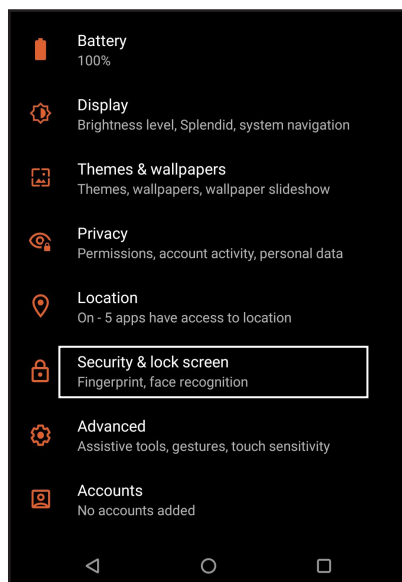 Battery
100%
Display
Brightness level, Splendid, system navigation
Themes & wallpapers
Themes, wallpapers, wallpaper slideshow
Privacy
Permissions, account activity, personal data
Location
On - 5 apps have access to location
Security & lock screen
Fingerprint, face recognition
Advanced
Assistive tools, gestures, touch sensitivity
Accounts
No accounts added